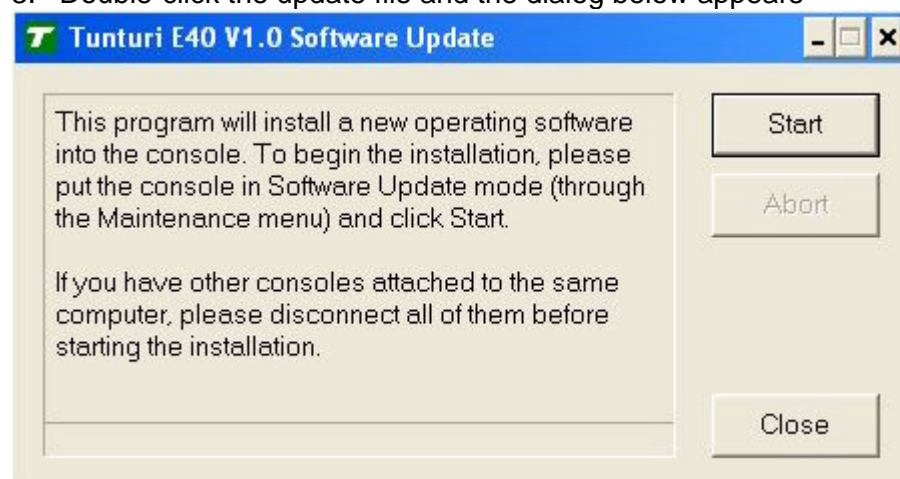 Double-click the update file and the dialog below appears
Tunturi E40 V1.0 Software Update
This program will install a new operating software
into the console. To begin the installation, please
put the console in Software Update mode (through
the Maintenance menu) and click Start.
If you have other consoles attached to the same
computer, please disconnect all of them before
starting the installation.
Start
Abort
Close